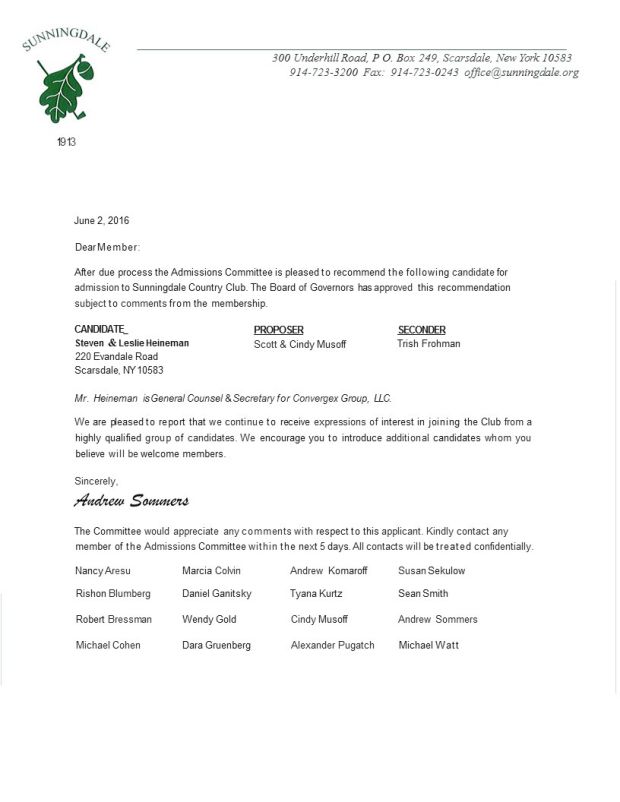 SUNNINGDALE
300 Underhill Road, P O. Box 249, Scarsdale, New York 10583
914-723-3200 Fax: 914-723-0243 office@sunningdale.org
1913
June 2, 2016
Dear Member:
After due process the Admissions Committee is pleased to recommend the following candidate for
admission to Sunningdale Country Club. The Board of Governors has approved this recommendation
subject to comments from the membership.
CANDIDATE PROPOSER SECONDER
Steven & Leslie Heineman Scott & Cindy Musoff Trish Frohman
220 Evandale Road
Scarsdale, NY 10583
Mr. Heineman is General Counsel & Secretary for Convergex Group, LLC.
We are pleased to report that we continue to receive expressions of interest in joining the Club from a
highly qualified group of candidates. We encourage you to introduce additional candidates whom you
believe will be welcome members.
Sincerely,
Andrew Sommers
The Committee would appreciate any comments with respect to this applicant. Kindly contact any
member of the Admissions Committee within the next 5 days. All contacts will be treated confidentially.
Nancy Aresu Marcia Colvin Andrew Komaroff Susan Sekulow
Rishon Blumberg Daniel Ganitsky Tyana Kurtz Sean Smith
Robert Bressman Wendy Gold Cindy Musoff Andrew Sommers
Michael Cohen Dara Gruenberg Alexander Pugatch Michael Watt